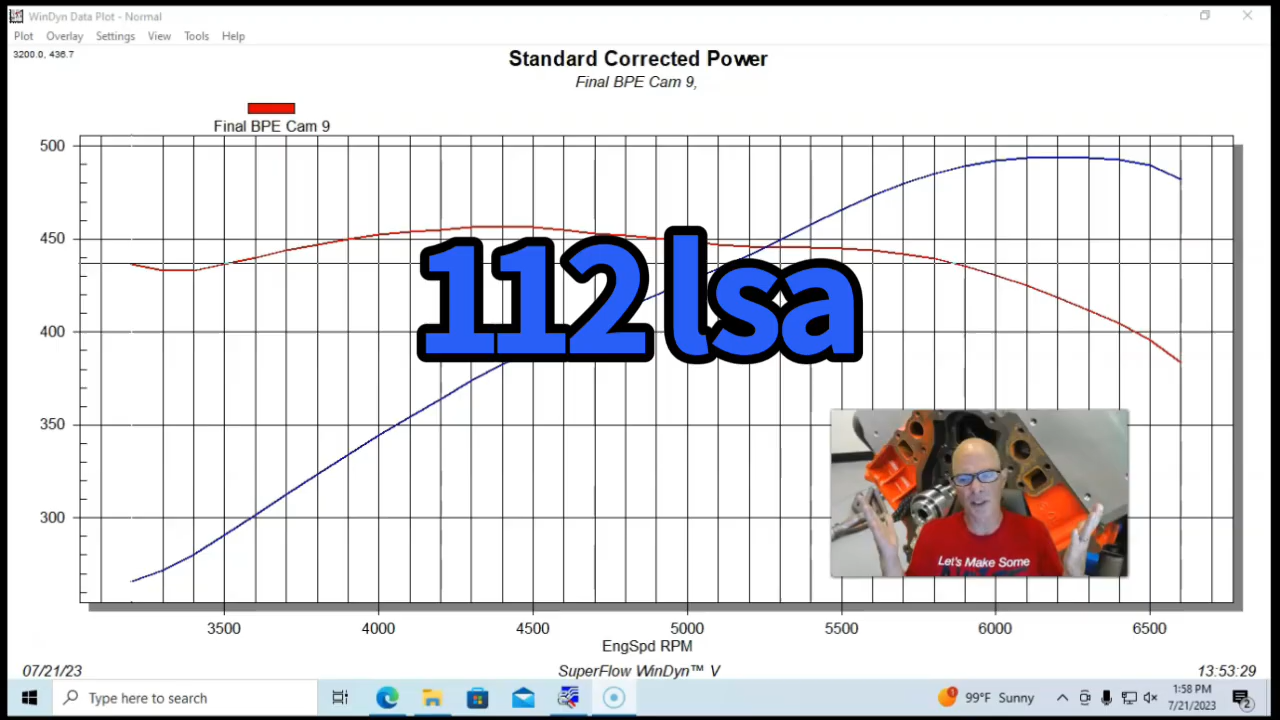 WinDyn Data Plot - Normal
Plot Overlay Settings View Tools Help
3200.0, 436.7
Standard Corrected Power
Final BPE Cam 9,
Final BPE Cam 9
500
450
112 lsa
400
350
300
Let's Make Some
3500 4000 4500 5000 5500 6000 6500
EngSpd RPM
07/21/23 SuperFlow WinDyn™ V 13:53:29
Type here to search
1
99°F Sunny
1:58 PM
7/21/2023
2